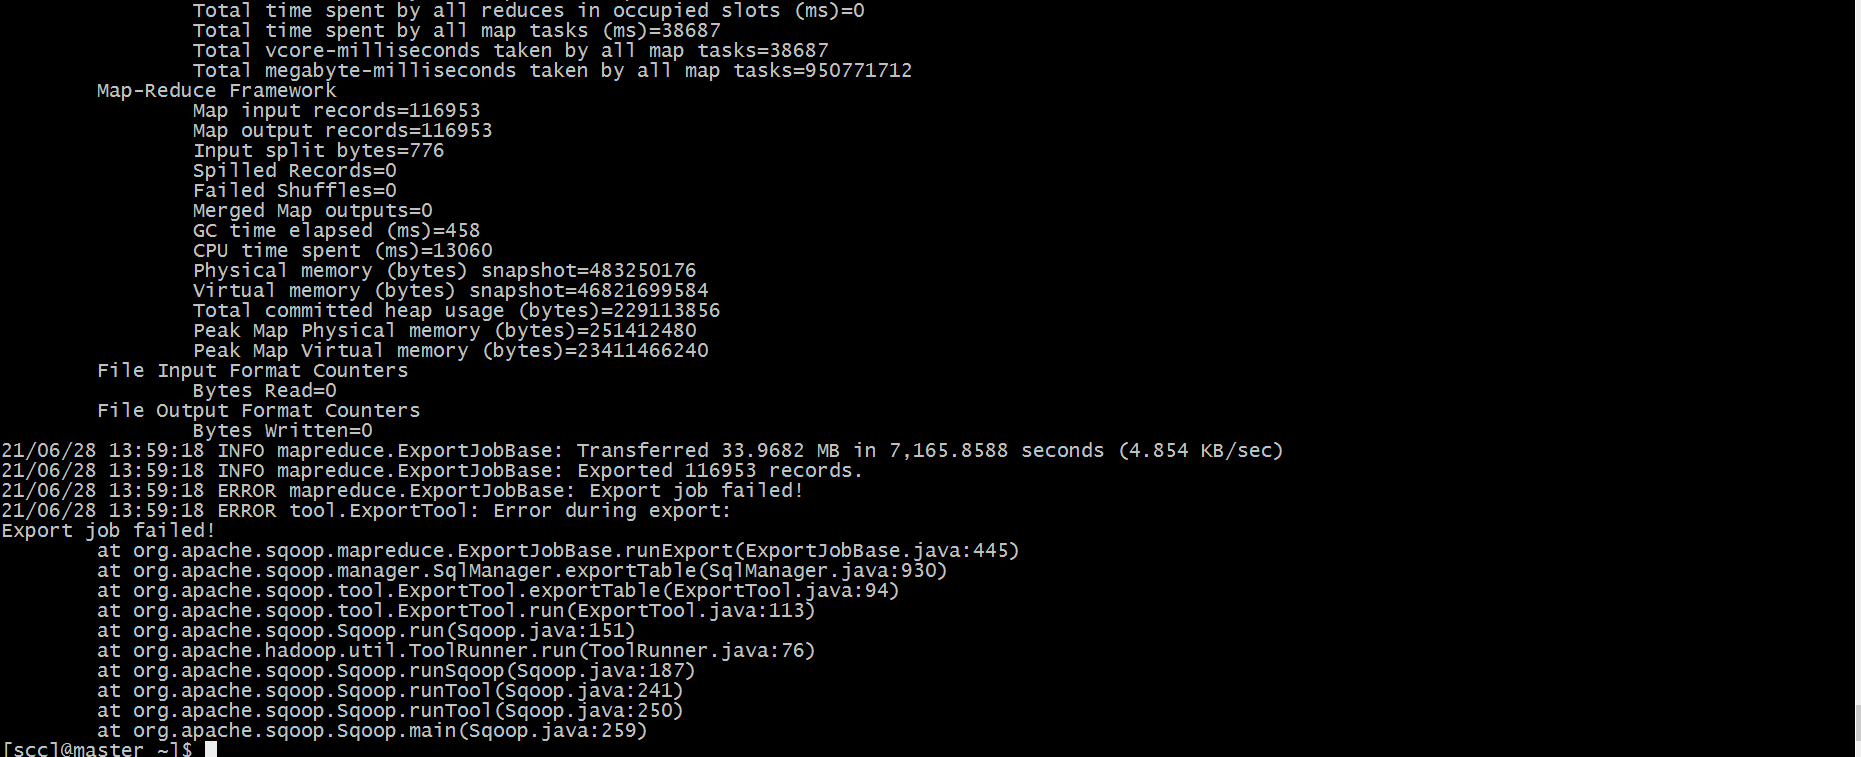 Total time spent by all reduces in occupied slots (ms)=0
Total time spent by all map tasks (ms)=38687
Total vcore-milliseconds taken by all map tasks=38687
Total megabyte-milliseconds taken by all map tasks=950771712
Map-Reduce Framework
Map input records=116953
Map output records=116953
Input split bytes=776
Spilled Records=0
Failed Shuffles=0
Merged Map outputs=0
GC time elapsed (ms)=458
CPU time spent (ms)=13060
Physical memory (bytes) snapshot=483250176
Virtual memory (bytes) snapshot=46821699584
Total committed heap usage (bytes)=229113856
Peak Map Physical memory (bytes)=251412480
Peak Map Virtual memory (bytes)=23411466240
File Input Format Counters
Bytes Read=0
File Output Format Counters
Bytes Written=0
21/06/28 13:59:18 INFO mapreduce.ExportJobBase: Transferred 33.9682 MB in 7,165.8588 seconds (4.854 KB/sec)
21/06/28 13:59:18 INFO mapreduce.ExportJobBase: Exported 116953 records.
21/06/28 13:59:18 ERROR mapreduce.ExportJobBase: Export job failed!
21/06/28 13:59:18 ERROR tool.ExportTool: Error during export:
Export job failed!
at org.apache.sqoop.mapreduce.ExportJobBase.runExport(ExportJobBase.java:445)
at org.apache.sqoop.manager.SqlManager.exportTable(SqlManager.java:930)
at org.apache.sqoop.tool.ExportTool.exportTable(ExportTool.java:94)
at org.apache.sqoop.tool.ExportTool.run(ExportTool.java:113)
at org.apache.sqoop.Sqoop.run(Sqoop.java:151)
at org.apache.hadoop.util.ToolRunner.run(ToolRunner.java:76)
at org.apache.sqoop.Sqoop.runSqoop(Sqoop.java:187)
at org.apache.sqoop.Sqoop.runTool(Sqoop.java:241)
at org.apache.sqoop.Sqoop.runTool(Sqoop.java:250)
at org.apache.sqoop.Sqoop.main(Sqoop.java:259)
[sccl@master ~]$